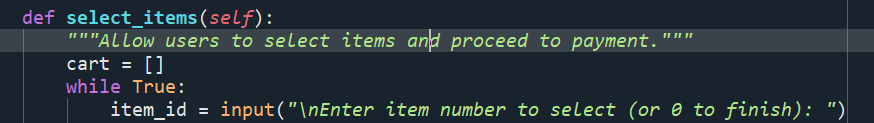 def select_items(self):
"""Allow users to select items and proceed to payment."""
cart = []
while True:
item_id = input("\nEnter item number to select (or 0 to finish): ")